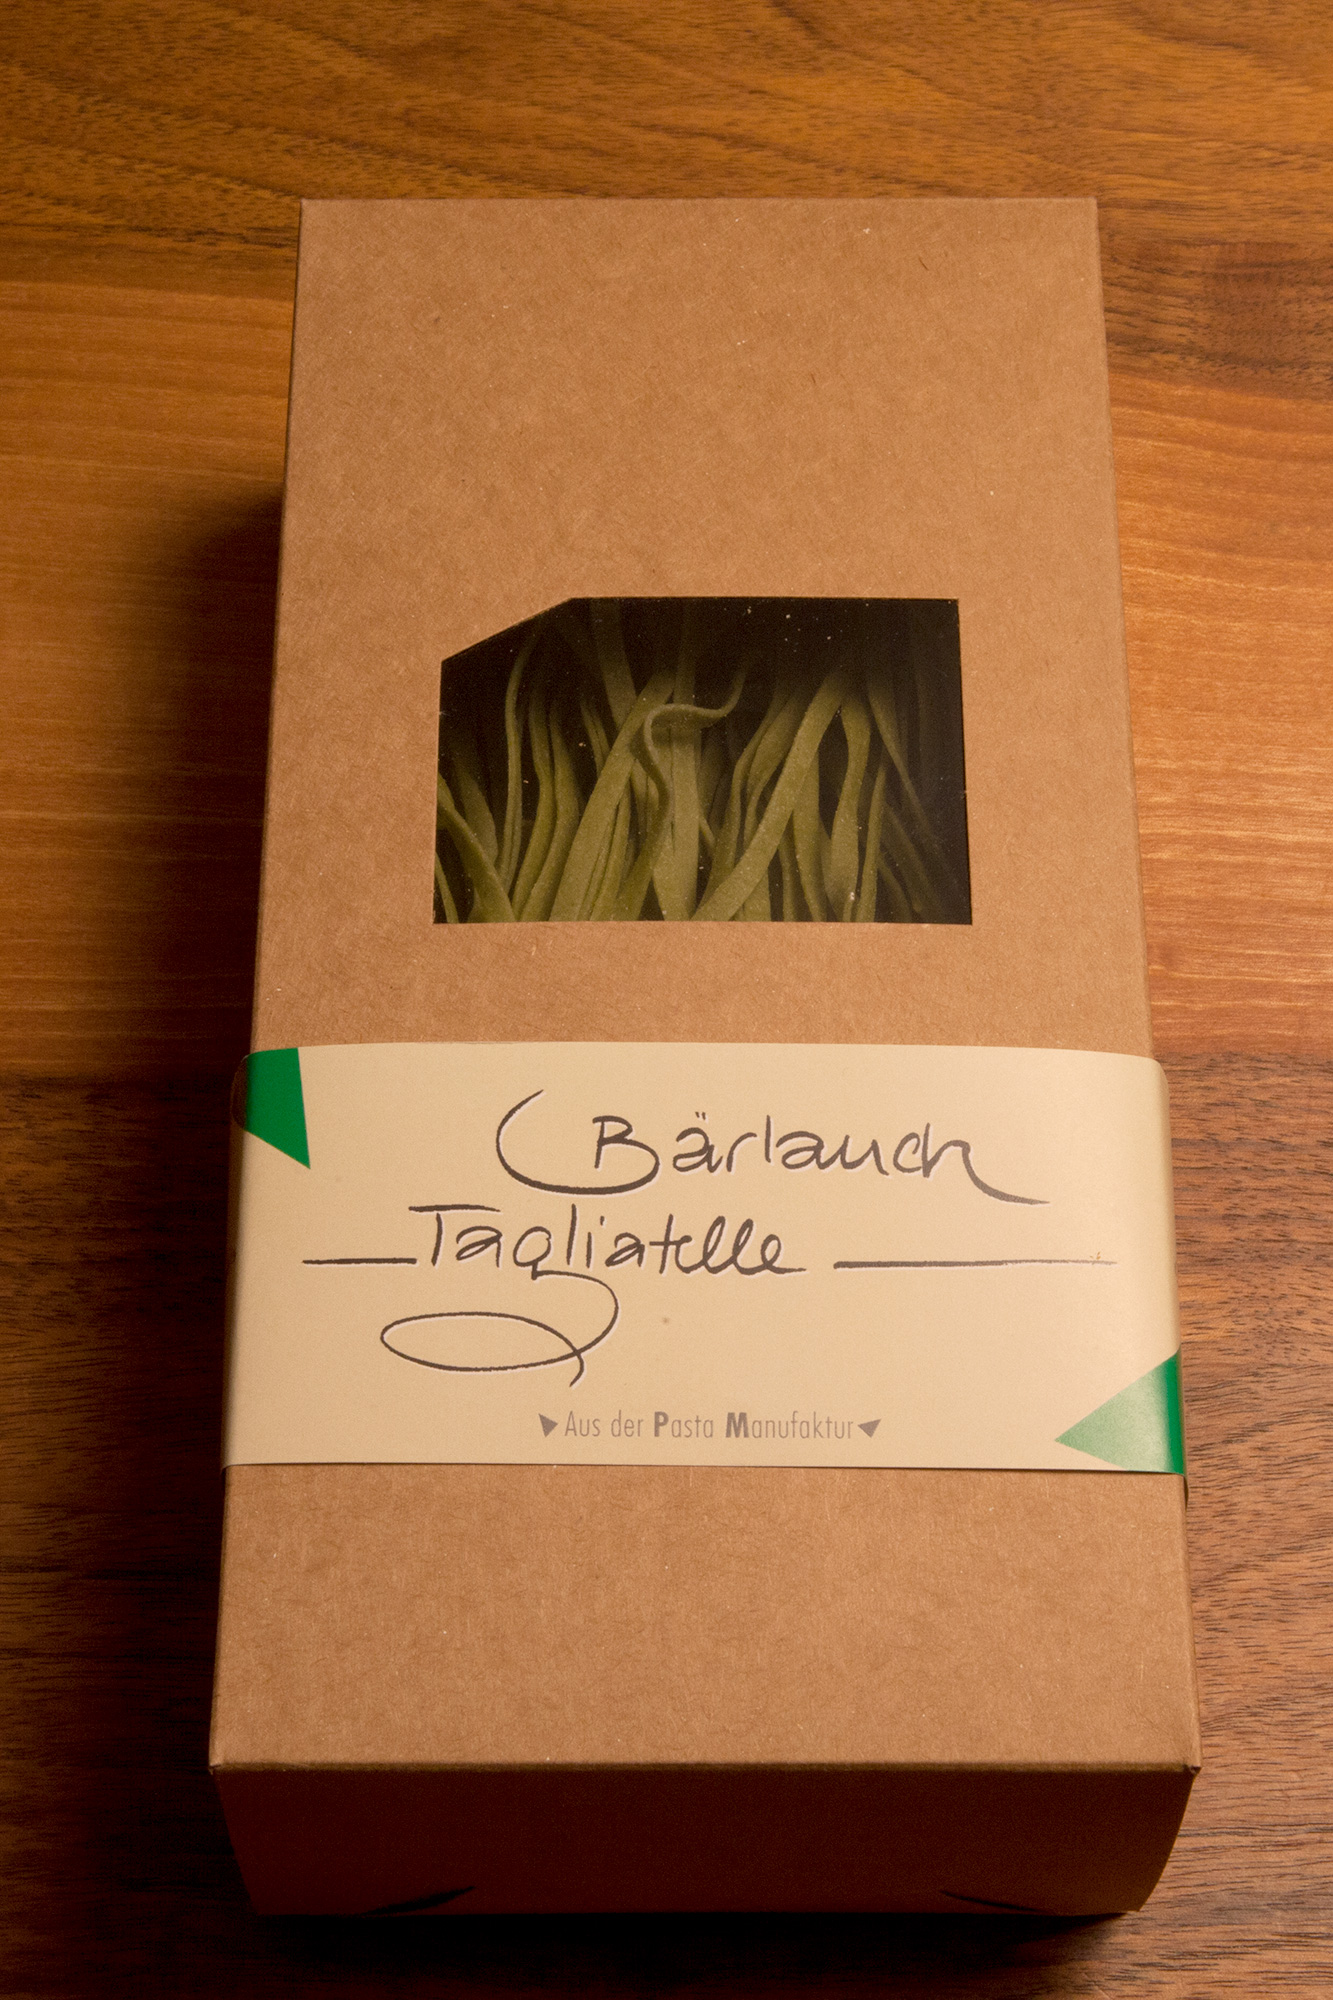 Bärlauch
Tagliatelle
Aus der Pasta Manufaktur